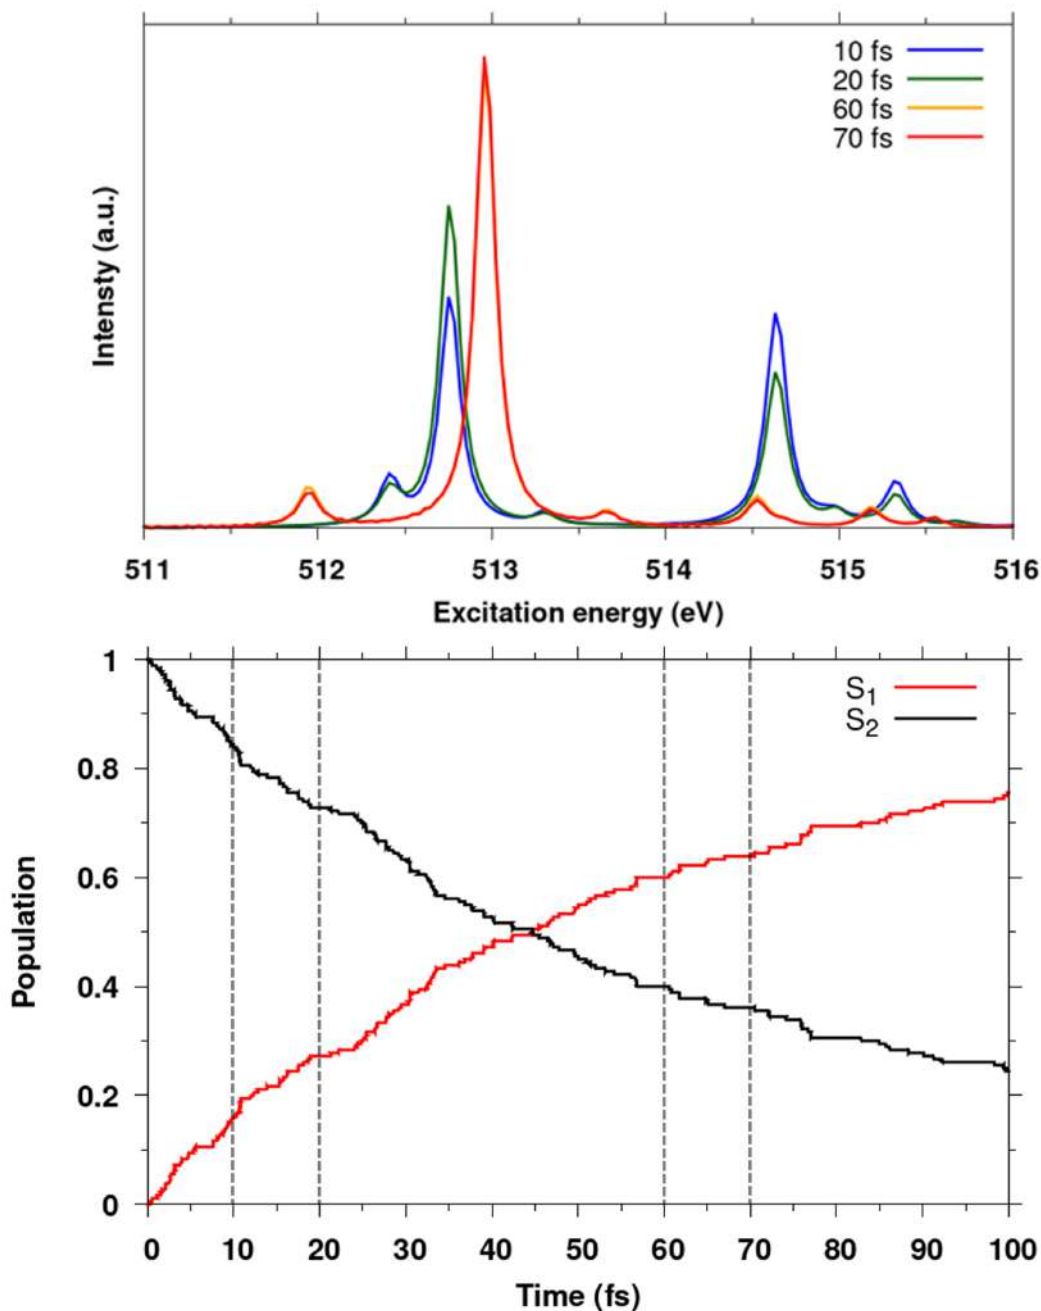 10 fs
20 fs
60 fs
70 fs
Intensty (a.u.)
511 512 513 514 515 516
Excitation energy (eV)
S1
S2
1
0.8
0.6
0.4
0.2
0
Population
0 10 20 30 40 50 60 70 80 90 100
Time (fs)